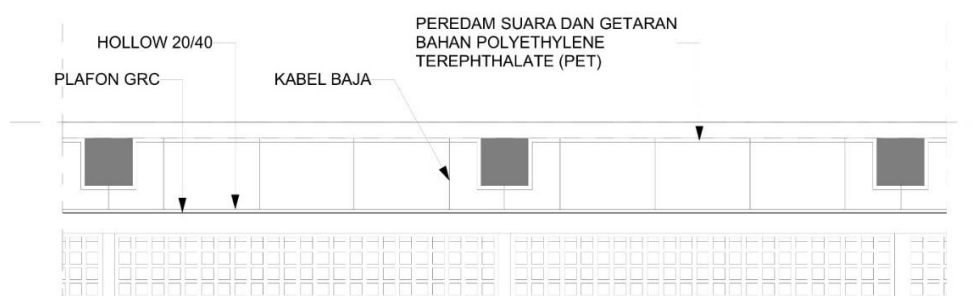 HOLLOW 20/40
PLAFON GRC
KABEL BAJA
PEREDAM SUARA DAN GETARAN
BAHAN POLYETHYLENE
TEREPHTHALATE (PET)